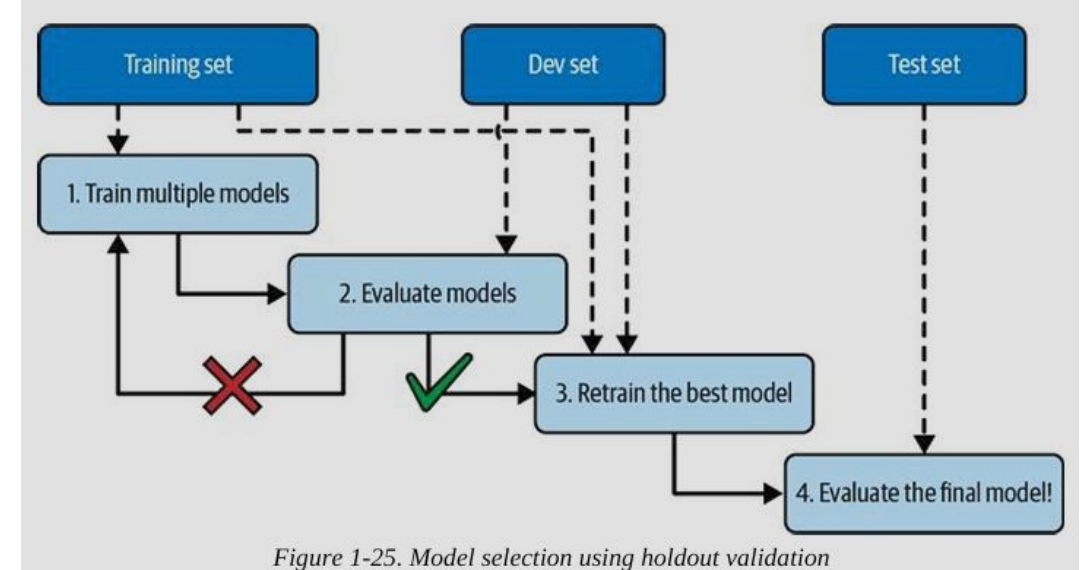 Training set
Dev set
Test set
1. Train multiple models
2. Evaluate models
3. Retrain the best model
4. Evaluate the final model!
Figure 1-25. Model selection using holdout validation